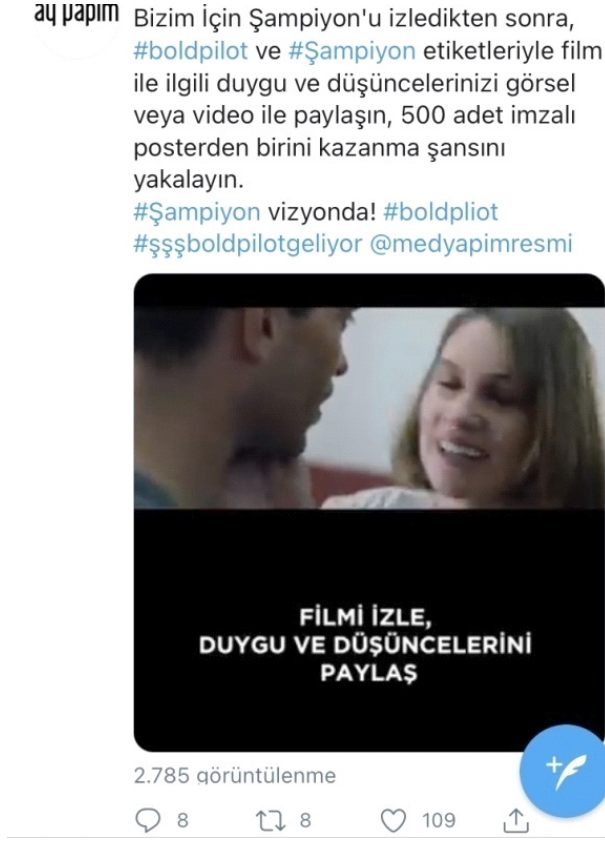 ay yapım
Bizim İçin Şampiyon'u izledikten sonra,
#boldpilot ve #Şampiyon etiketleriyle film
ile ilgili duygu ve düşüncelerinizi görsel
veya video ile paylaşın, 500 adet imzalı
posterden birini kazanma şansını
yakalayın.
#Şampiyon vizyonda! #boldpliot
#şşşboldpilotgeliyor @medyapimresmi
FİLMİ İZLE,
DUYGU VE DÜŞÜNCELERİNİ
PAYLAŞ
2.785 görüntülenme
8 8 109